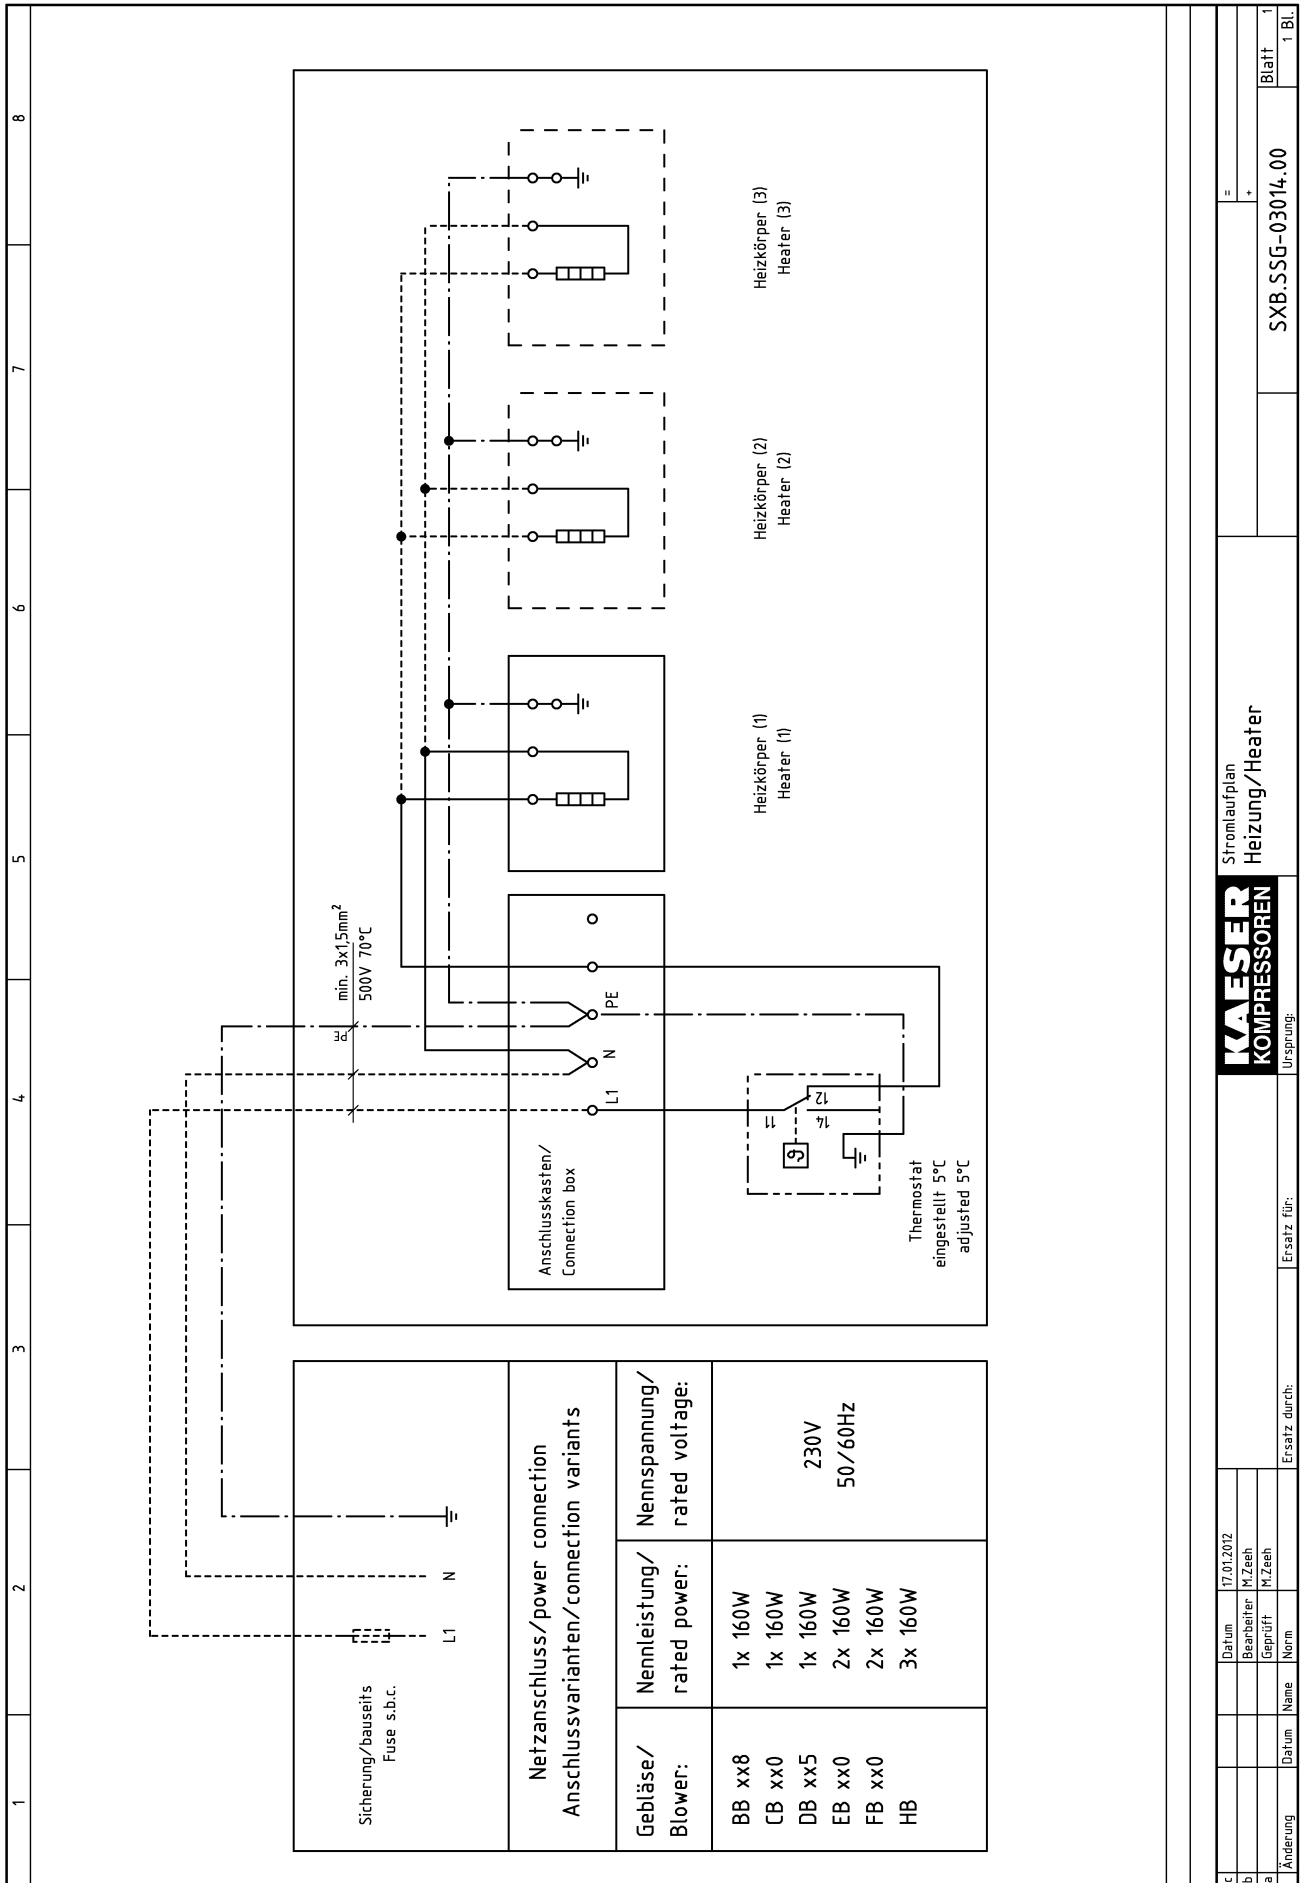 1
2
3
4
5
6
7
8
Sicherung/bauseits
Fuse s.b.c.
L1
N
Netzanschluss/power connection
Anschlussvarianten/connection variants
Gebläse/
Blower:
Nennleistung/
rated power:
Nennspannung/
rated voltage:
BB xx8
1x 160W
CB xx0
1x 160W
DB xx5
1x 160W
EB xx0
2x 160W
FB xx0
2x 160W
HB
3x 160W
230V
50/60Hz
PE
min. 3x1,5mm²
500V 70°C
Anschlusskasten/
Connection box
L1
N
PE
11
12
14
ϑ
Thermostat
eingestellt 5°C
adjusted 5°C
Heizkörper (1)
Heater (1)
Heizkörper (2)
Heater (2)
Heizkörper (3)
Heater (3)
c
b
a
Änderung
Datum
Name
Datum
17.01.2012
Bearbeiter
M.Zeeh
Geprüft
M.Zeeh
Norm
Ersatz durch:
Ersatz für:
Ursprung:
KAESER
KOMPRESSOREN
Stromlaufplan
Heizung/Heater
=
+
SXB.SSG-03014.00
Blatt 1
1 Bl.